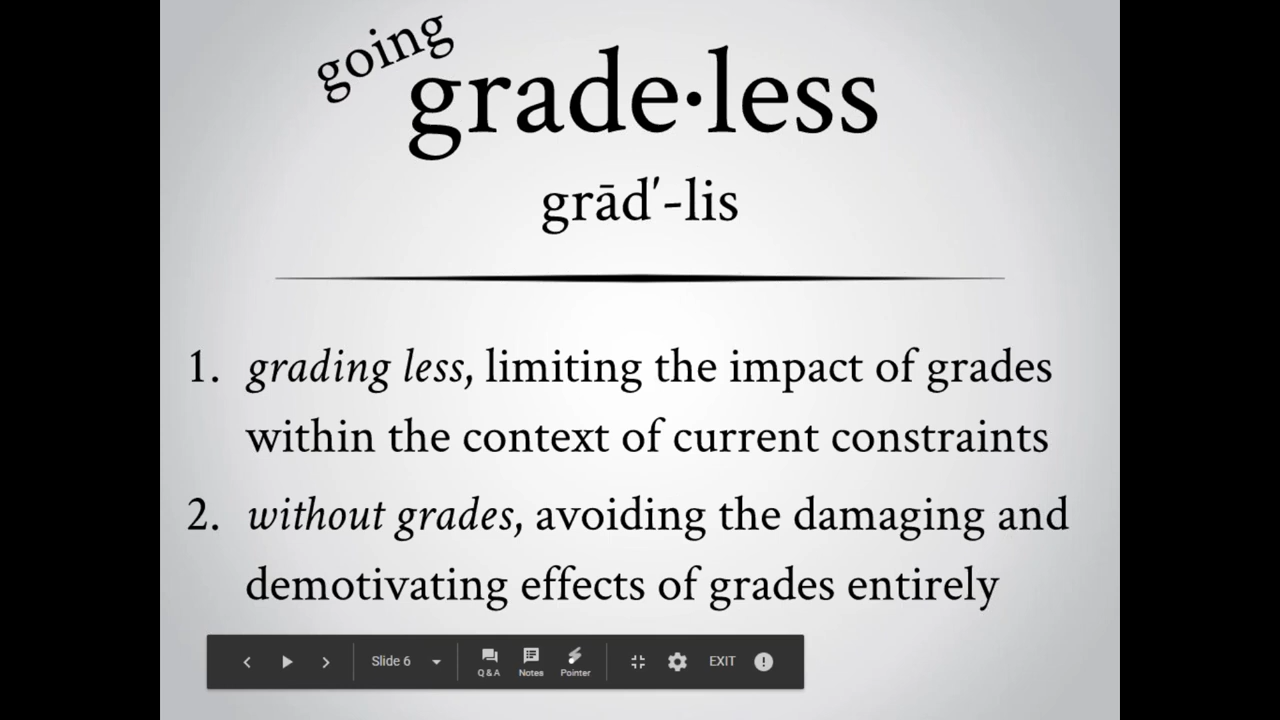 going
grade·less
grād′-lis
1. grading less, limiting the impact of grades
within the context of current constraints
2. without grades, avoiding the damaging and
demotivating effects of grades entirely
Slide 6
Q & A
Notes
Pointer
EXIT